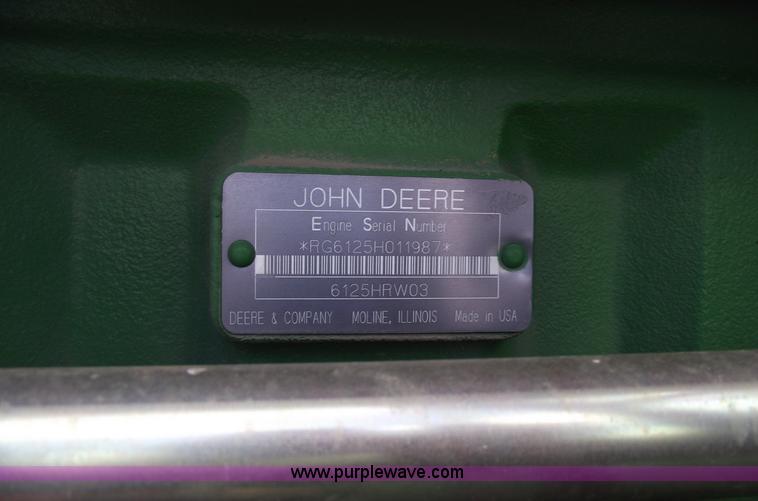 JOHN DEERE
Engine Serial Number
*RG6125H011987*
6125HRW03
DEERE & COMPANY MOLINE, ILLINOIS Made in USA
www.purplewave.com